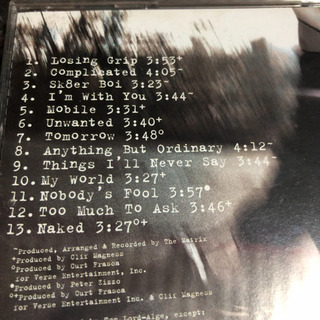 1. Losing Grip 3:53+
2. Complicated 4:05~
3. Sk8er Boi 3:23~
4. I'm With You 3:44~
5. Mobile 3:31+
6. Unwanted 3:40+
7. Tomorrow 3:48°
8. Anything But Ordinary 4:12~
9. Things I'll Never Say 3:44~
10. My World 3:27+
11. Nobody's Fool 3:57•
12. Too Much To Ask 3:46+
13. Naked 3:27°+
~Produced, Arranged & Recorded by The Matrix
+Produced by Clif Magness
°Produced by Curt Frasca
for Verse Entertainment, Inc.
•Produced by Peter Zizzo
°+Produced by Curt Frasca
for Verse Entertainment, Inc. & Clif Magness
Tom Lord-Alge, except: